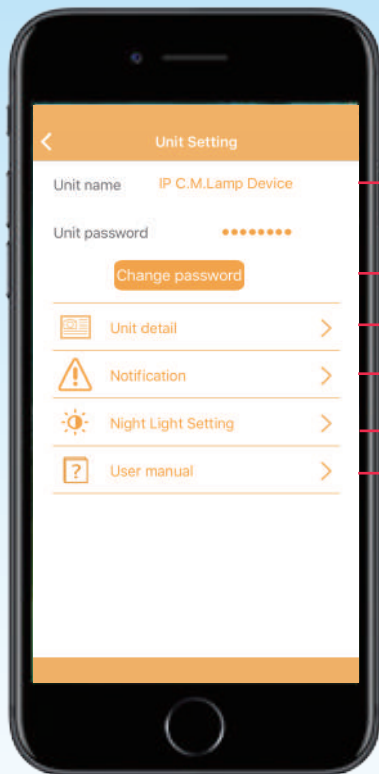 Unit Setting
Unit name IP C.M.Lamp Device
Unit password ••••••••
Change password
Unit detail
Notification
Night Light Setting
User manual